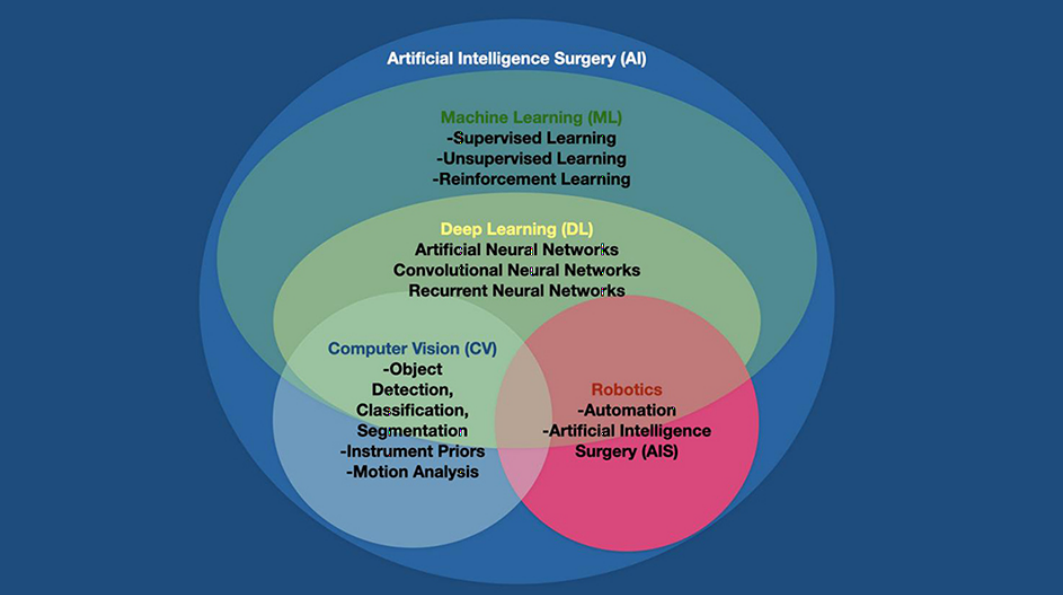 Artificial Intelligence Surgery (AI)
Machine Learning (ML)
-Supervised Learning
-Unsupervised Learning
-Reinforcement Learning
Deep Learning (DL)
Artificial Neural Networks
Convolutional Neural Networks
Recurrent Neural Networks
Computer Vision (CV)
-Object
Detection,
Classification,
Segmentation
-Instrument Priors
-Motion Analysis
Robotics
-Automation
-Artificial Intelligence
Surgery (AIS)